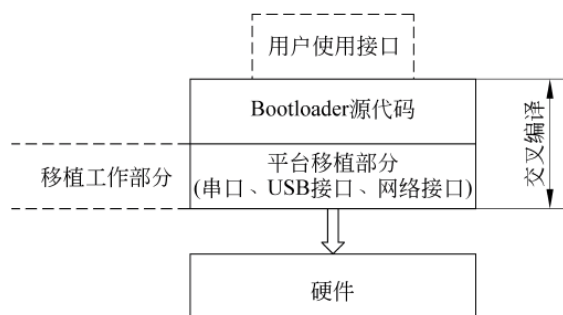 用户使用接口
Bootloader源代码
交叉编译
移植工作部分
平台移植部分
(串口、USB接口、网络接口)
硬件